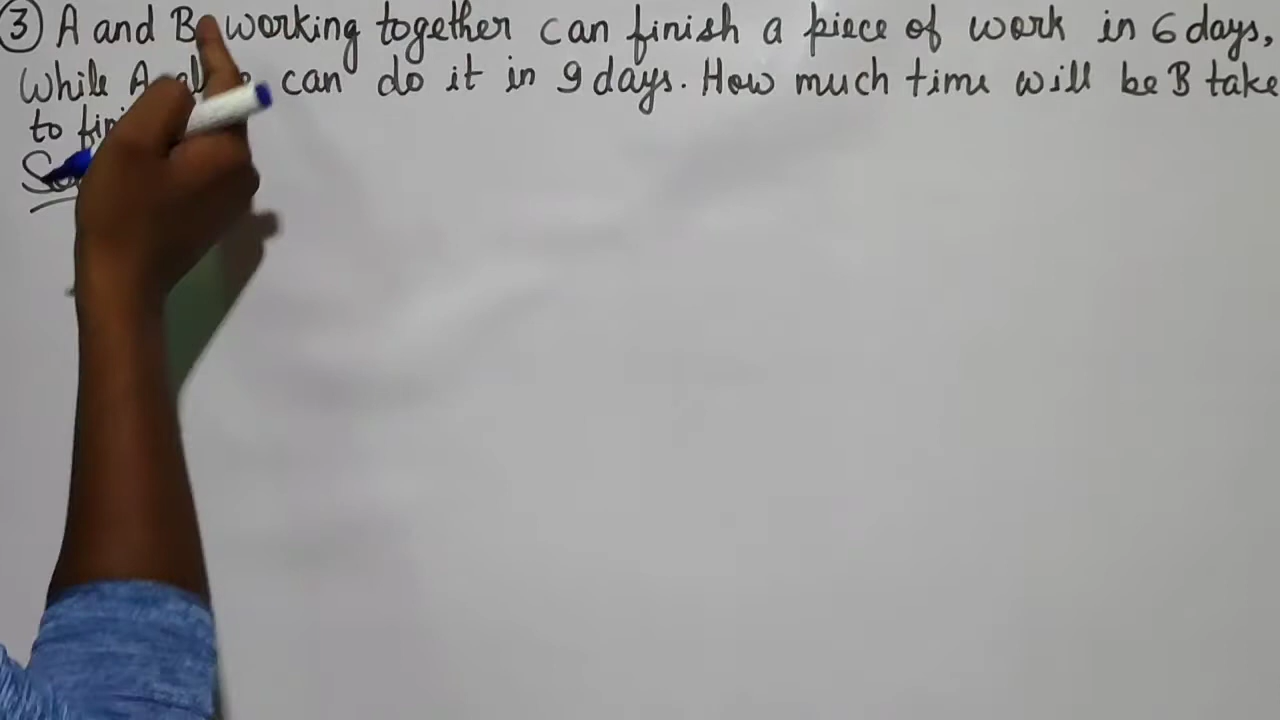 ③ A and B working together can finish a piece of work in 6 days,
while A can do it in 9 days. How much time will be B take
to